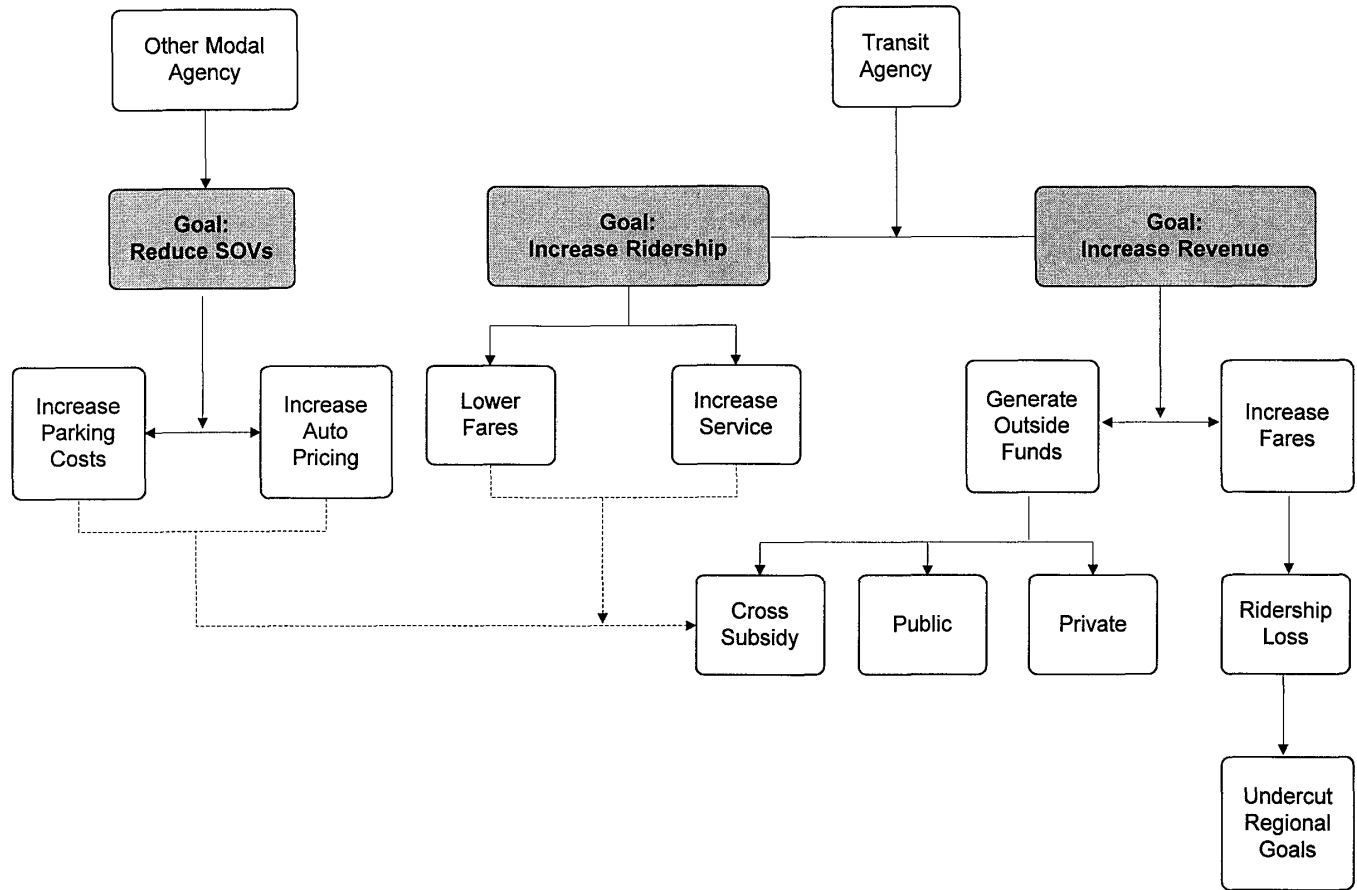 Other Modal
Agency
Transit
Agency
Goal:
Reduce SOVs
Goal:
Increase Ridership
Goal:
Increase Revenue
Increase
Parking
Costs
Increase
Auto
Pricing
Lower
Fares
Increase
Service
Generate
Outside
Funds
Increase
Fares
Cross
Subsidy
Public
Private
Ridership
Loss
Undercut
Regional
Goals